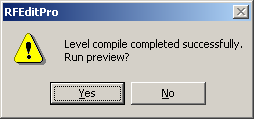 RFEditPro
Level compile completed successfully.
Run preview?
Yes
No